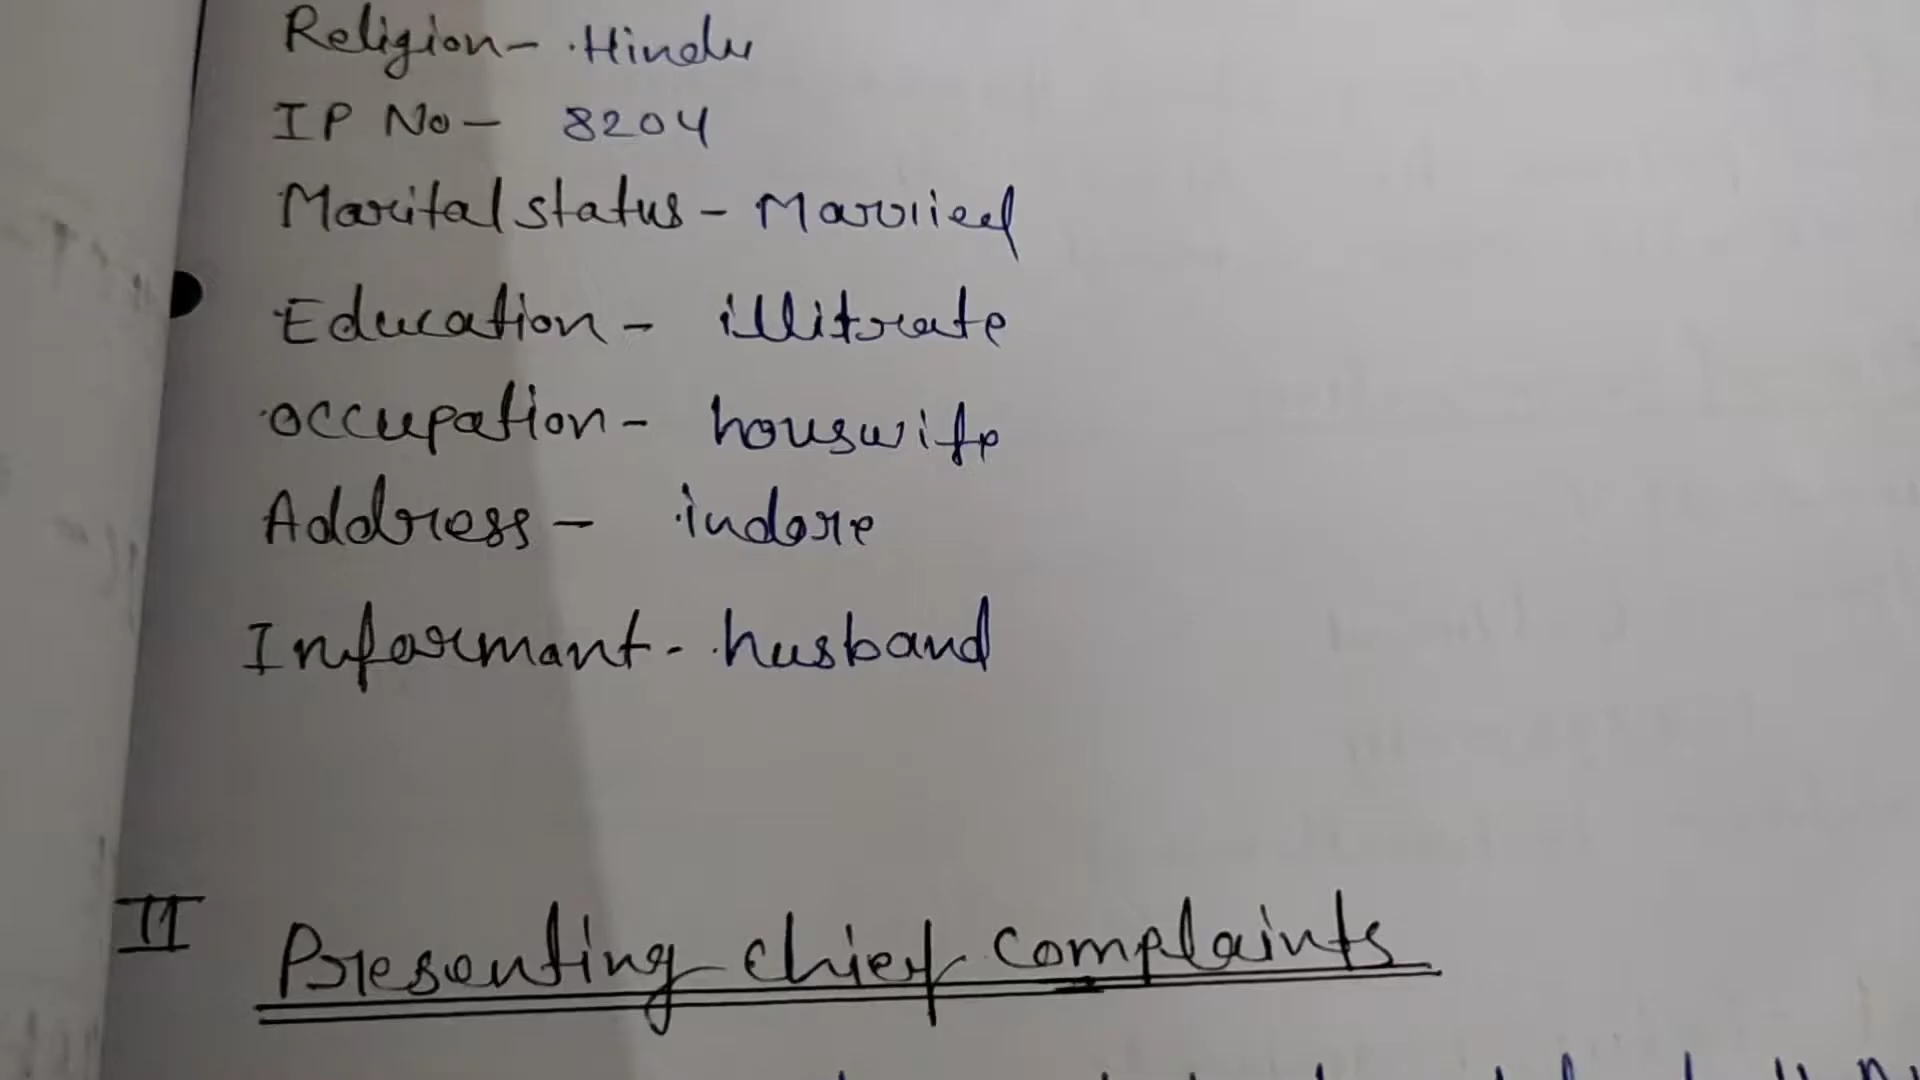 Religion - Hindu
IP No - 8204
Marital status - Married
Education - illitrate
occupation - houswife
Address - indore
Informant - husband
II Presenting chief complaints